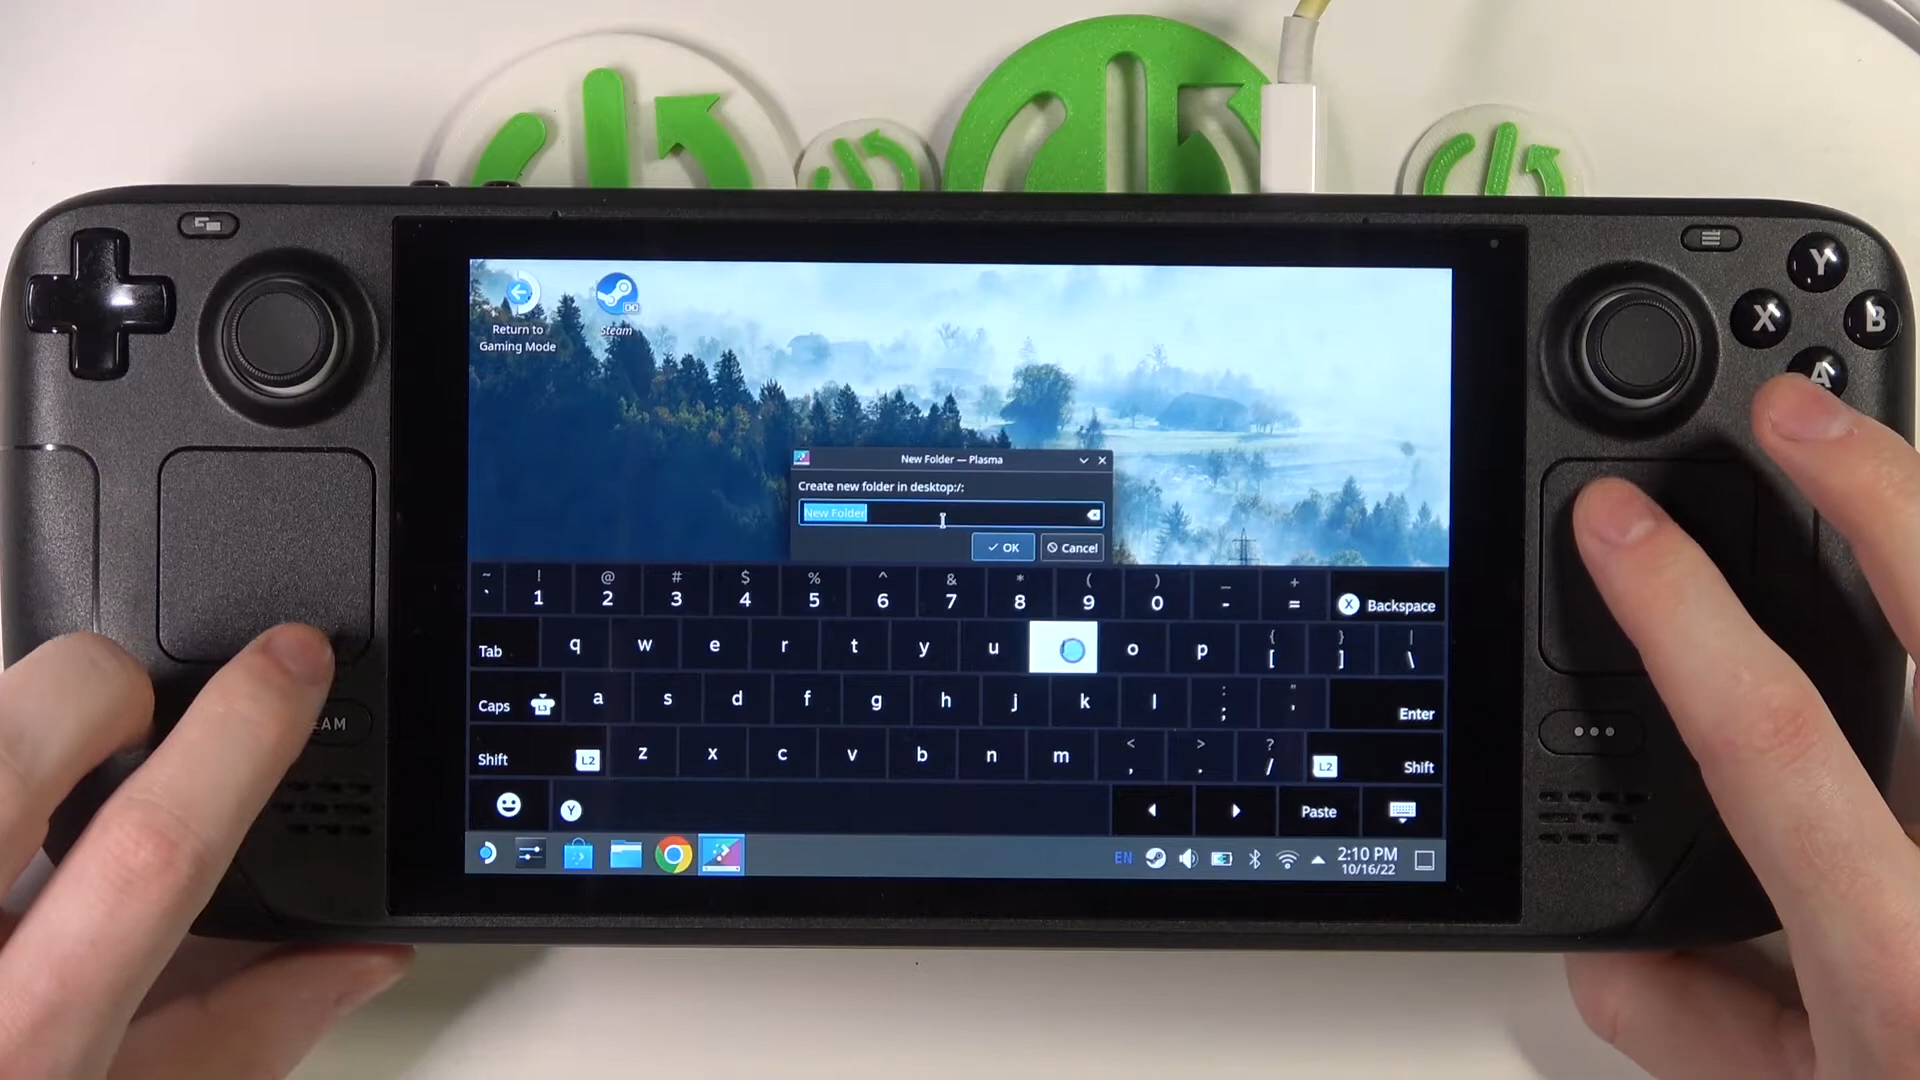 Y
X
B
A
Return to
Gaming Mode
Steam
New Folder — Plasma
Create new folder in desktop:/:
New Folder
OK
Cancel
~ ! @ # $ % ^ & * ( ) _ +
` 1 2 3 4 5 6 7 8 9 0 - = X Backspace
{ } |
Tab q w e r t y u o p [ ] \
: "
Caps L3 a s d f g h j k l ; ' Enter
< > ?
Shift L2 z x c v b n m , . / L2 Shift
Y Paste
EN 2:10 PM
10/16/22
EAM